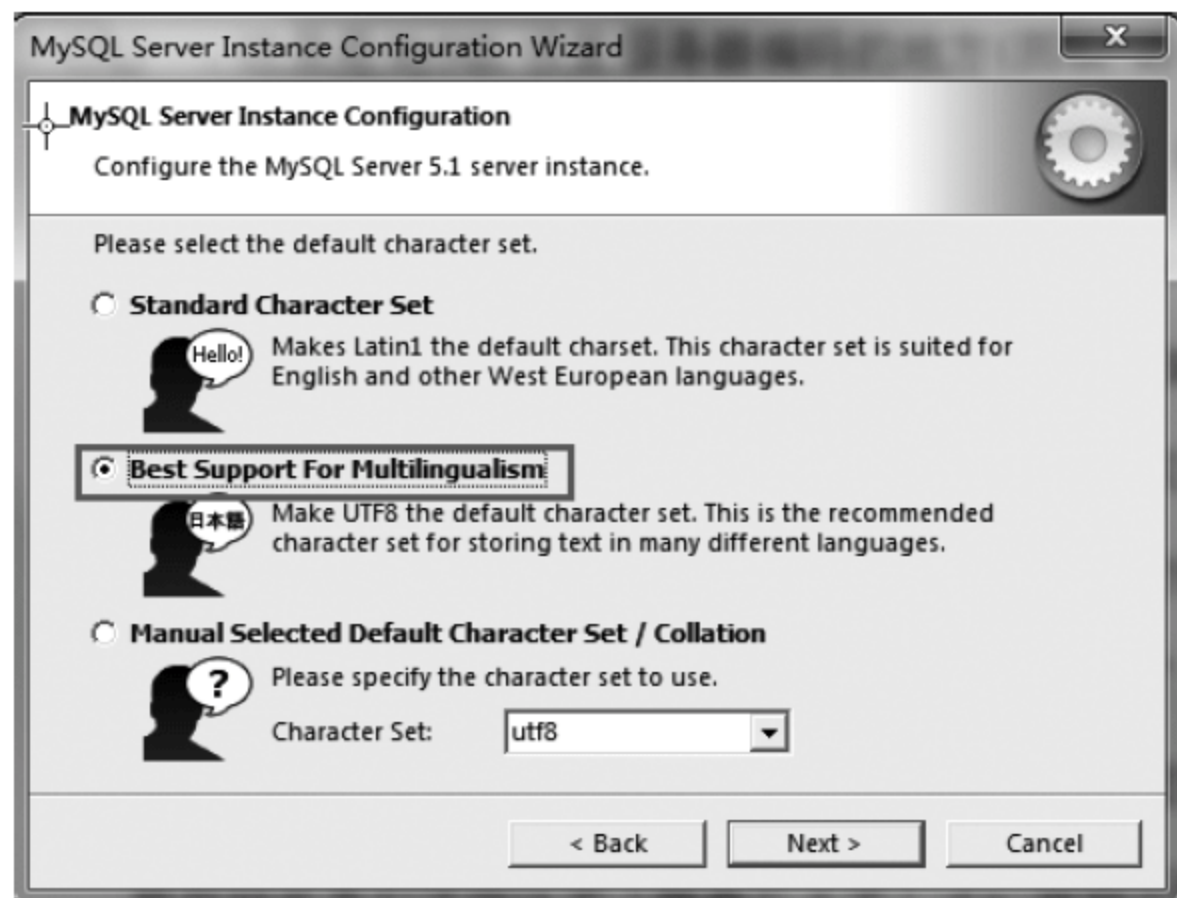 MySQL Server Instance Configuration Wizard
MySQL Server Instance Configuration
Configure the MySQL Server 5.1 server instance.
Please select the default character set.
Standard Character Set
Hello!
Makes Latin1 the default charset. This character set is suited for
English and other West European languages.
Best Support For Multilingualism
日本語
Make UTF8 the default character set. This is the recommended
character set for storing text in many different languages.
Manual Selected Default Character Set / Collation
?
Please specify the character set to use.
Character Set: utf8
< Back Next > Cancel